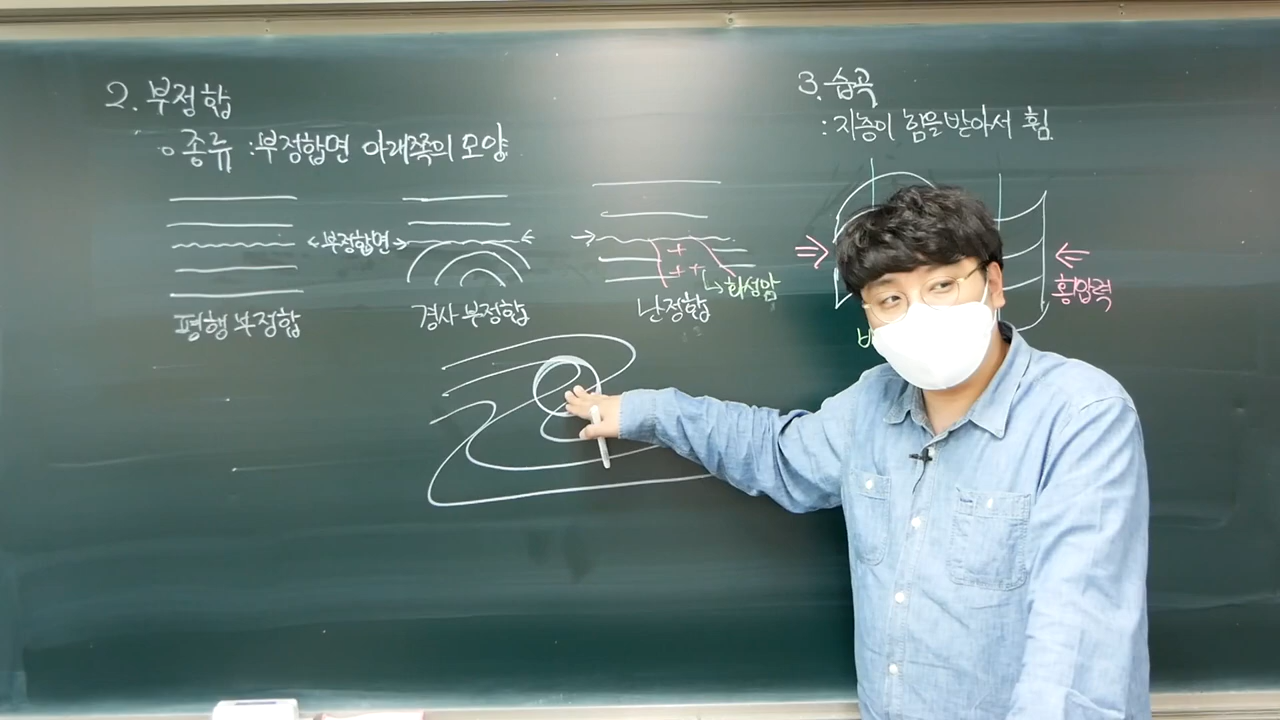 2. 부정합
○ 종류 : 부정합면 아래쪽의 모양
부정합면
평행 부정합
경사 부정합
난정합
화성암
3. 습곡
: 지층이 힘을 받아서 휨
횡압력